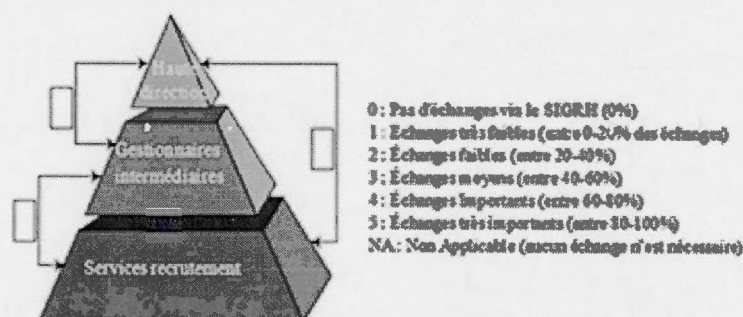 Haute
direction
Gestionnaires
intermédiaires
Services recrutement
0 : Pas d'échanges via le SIGRH (0%)
1 : Echanges très faibles (entre 0-20% des échanges)
2 : Échanges faibles (entre 20-40%)
3 : Échanges moyens (entre 40-60%)
4 : Échanges Importants (entre 60-80%)
5 : Échanges très importants (entre 80-100%)
NA : Non Applicable (aucun échange n'est nécessaire)